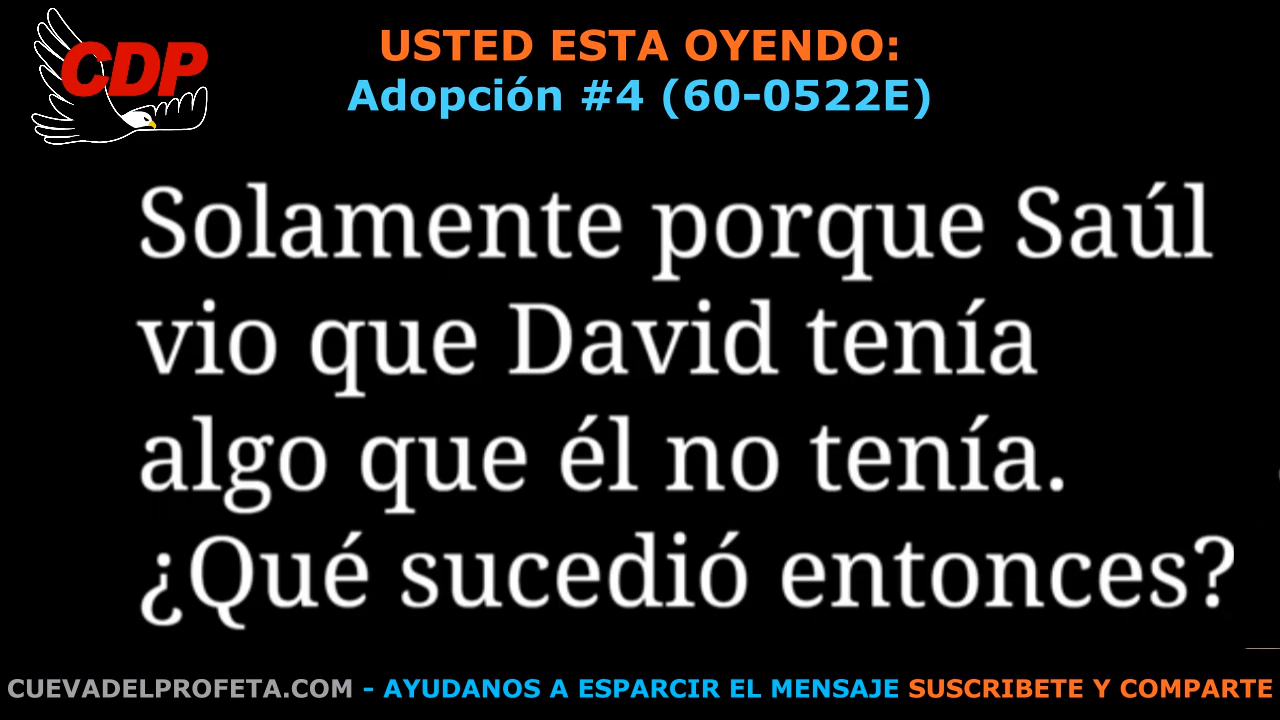 CDP
USTED ESTA OYENDO:
Adopción #4 (60-0522E)
Solamente porque Saúl
vio que David tenía
algo que él no tenía.
¿Qué sucedió entonces?
CUEVADELPROFETA.COM - AYUDANOS A ESPARCIR EL MENSAJE SUSCRIBETE Y COMPARTE